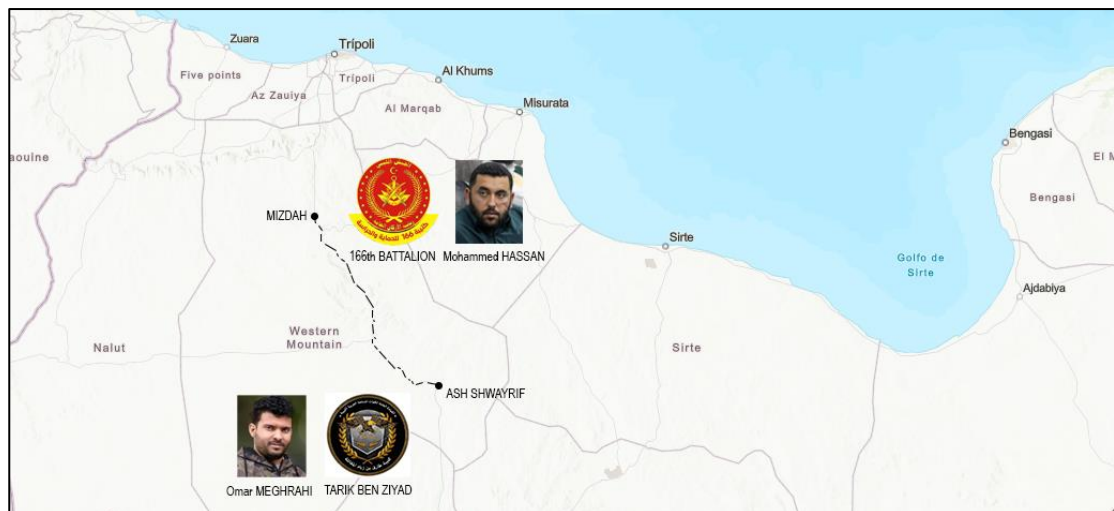 Zuara
Trípoli
Five points
Trípoli
Al Khums
Az Zauiya
Al Marqab
Misurata
aouine
Bengasi
El M
Bengasi
MIZDAH
166th BATTALION
Mohammed HASSAN
Sirte
Golfo de
Sirte
Ajdabiya
Western
Mountain
Nalut
Sirte
ASH SHWAYRIF
Omar MEGHRAHI
TARIK BEN ZIYAD